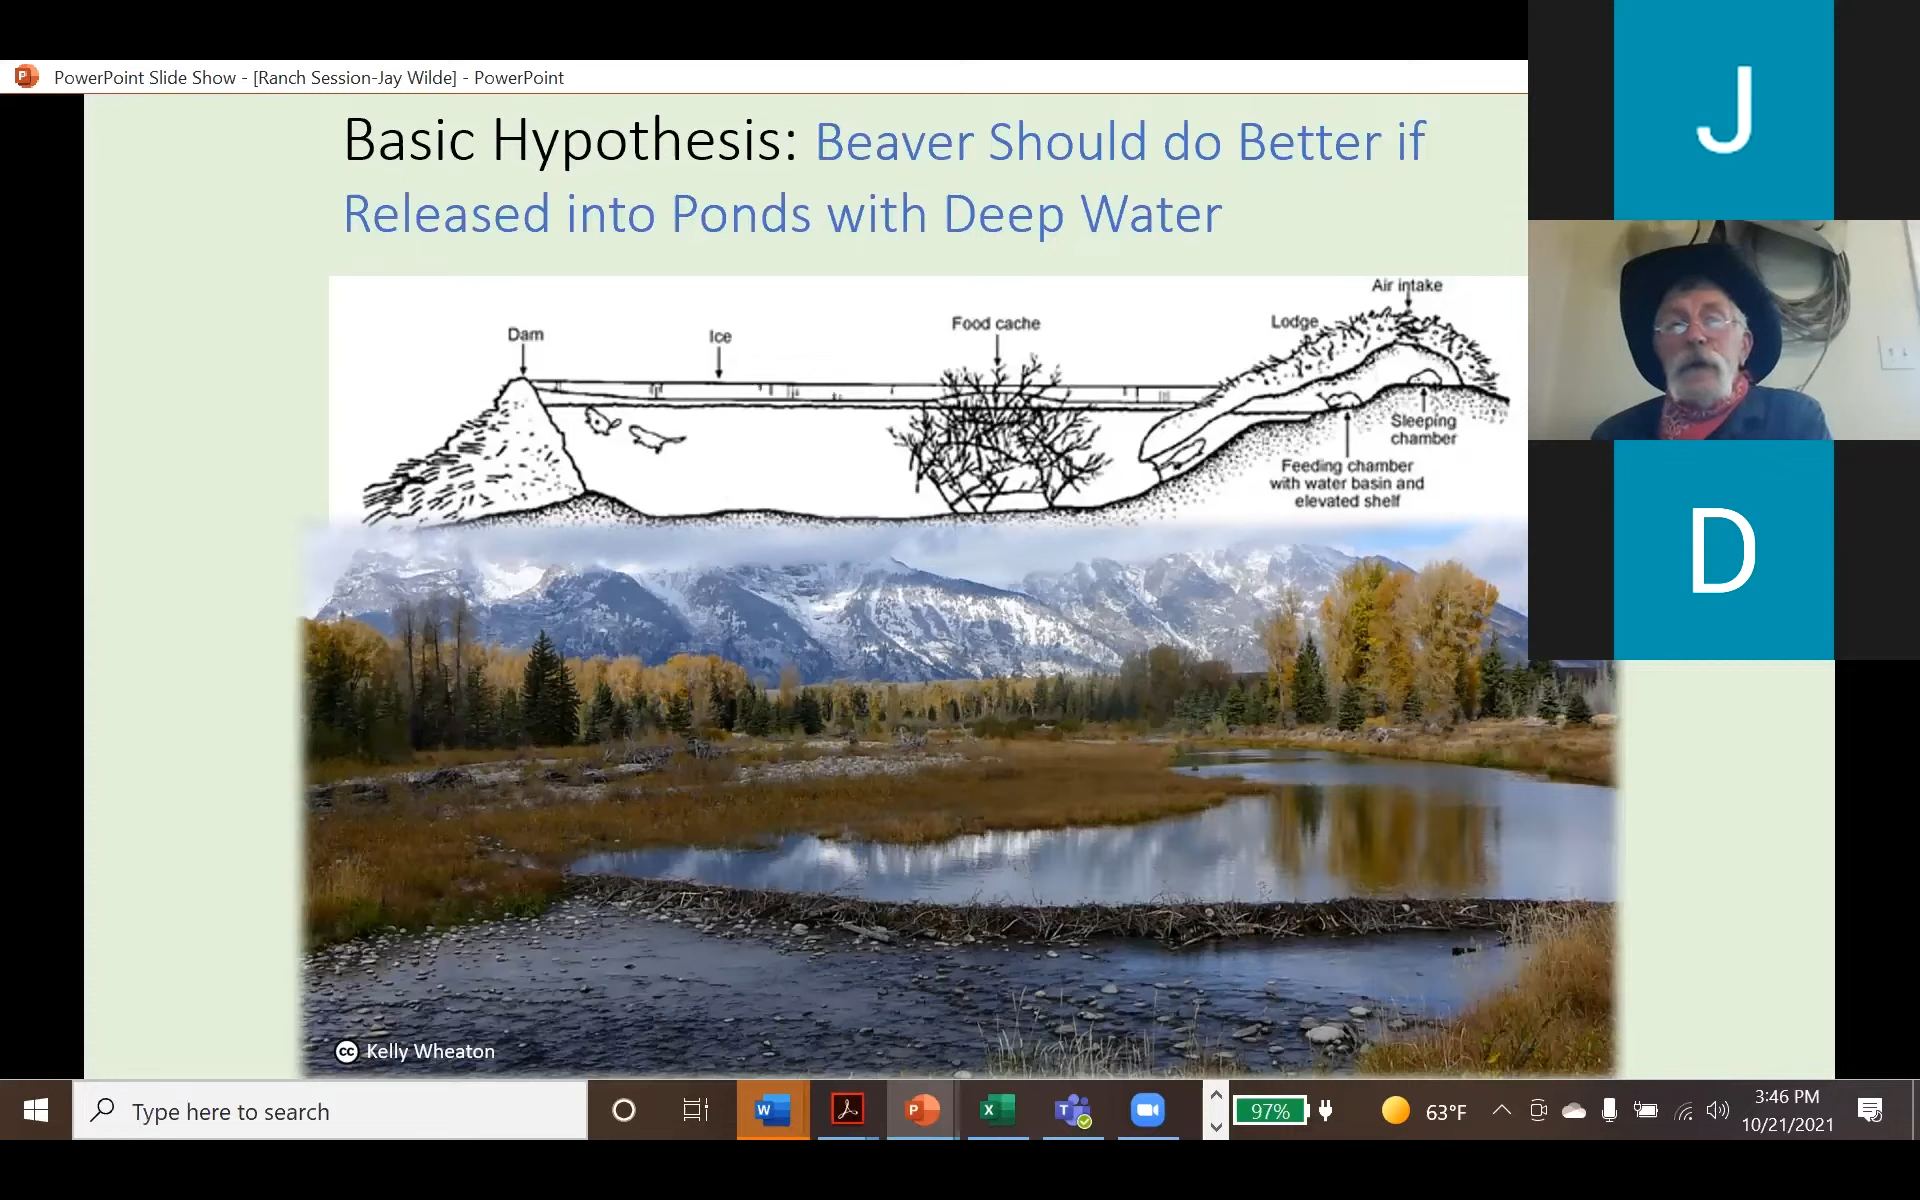 PowerPoint Slide Show - [Ranch Session-Jay Wilde] - PowerPoint
Basic Hypothesis: Beaver Should do Better if
Released into Ponds with Deep Water
Air intake
Lodge
Food cache
Dam
Ice
Sleeping
chamber
Feeding chamber
with water basin and
elevated shelf
cc Kelly Wheaton
J
D
Type here to search
97%
63°F
3:46 PM
10/21/2021